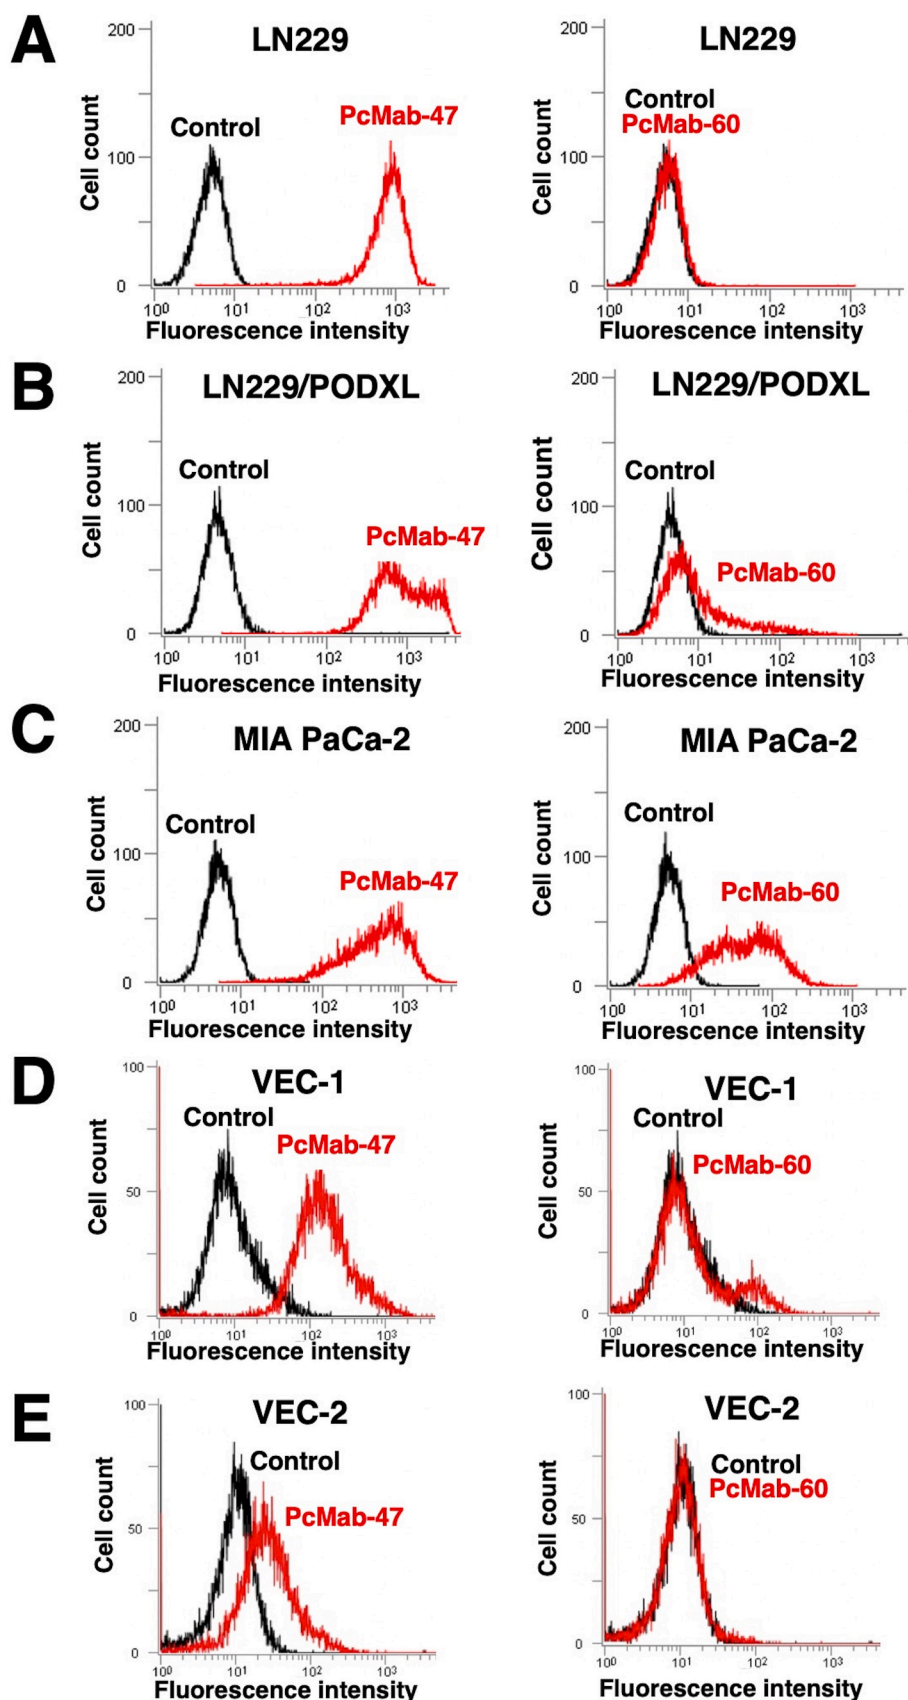 A
LN229
200
100
0
Cell count
Control
PcMab-47
10⁰ 10¹ 10² 10³
Fluorescence intensity
LN229
200
100
0
Cell count
Control
PcMab-60
10⁰ 10¹ 10² 10³
Fluorescence intensity
B
LN229/PODXL
200
100
0
Cell count
Control
PcMab-47
10⁰ 10¹ 10² 10³
Fluorescence intensity
LN229/PODXL
200
100
0
Cell count
Control
PcMab-60
10⁰ 10¹ 10² 10³
Fluorescence intensity
C
MIA PaCa-2
200
100
0
Cell count
Control
PcMab-47
10⁰ 10¹ 10² 10³
Fluorescence intensity
MIA PaCa-2
200
100
0
Cell count
Control
PcMab-60
10⁰ 10¹ 10² 10³
Fluorescence intensity
D
VEC-1
100
50
0
Cell count
Control
PcMab-47
10⁰ 10¹ 10² 10³
Fluorescence intensity
VEC-1
100
50
0
Cell count
Control
PcMab-60
10⁰ 10¹ 10² 10³
Fluorescence intensity
E
VEC-2
100
50
0
Cell count
Control
PcMab-47
10⁰ 10¹ 10² 10³
Fluorescence intensity
VEC-2
100
50
0
Cell count
Control
PcMab-60
10⁰ 10¹ 10² 10³
Fluorescence intensity